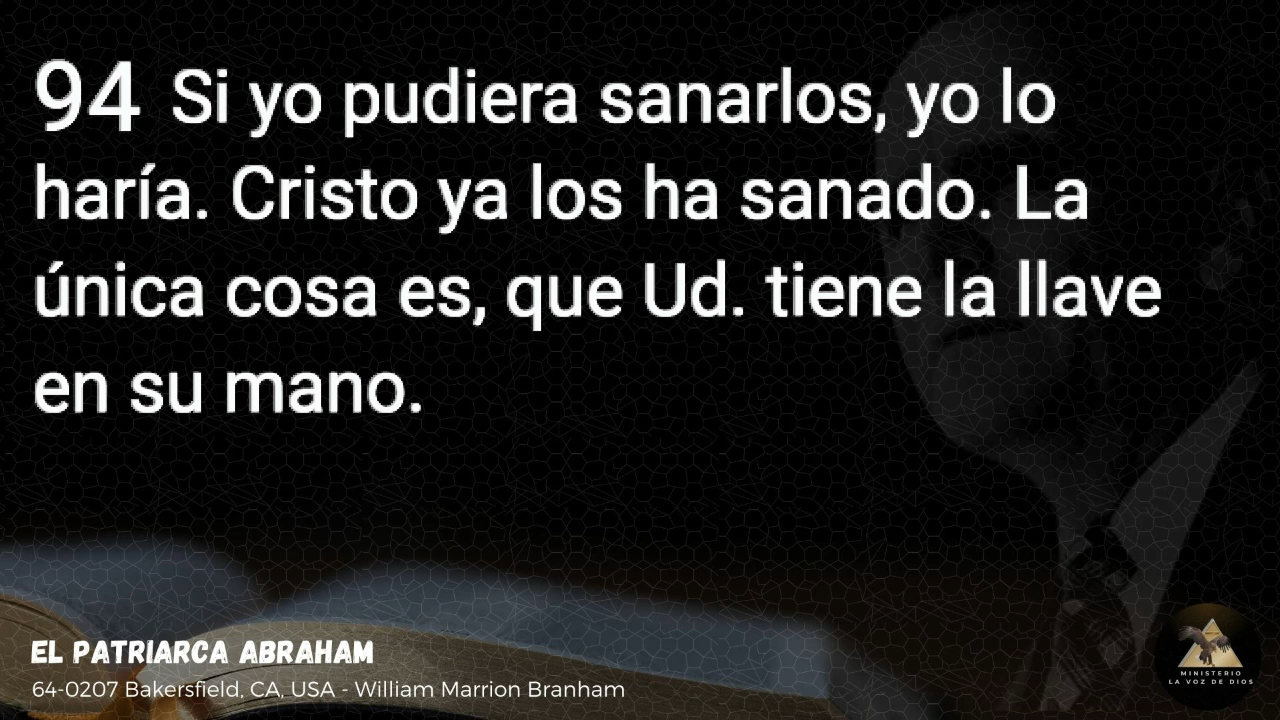 94 Si yo pudiera sanarlos, yo lo
haría. Cristo ya los ha sanado. La
única cosa es, que Ud. tiene la llave
en su mano.
EL PATRIARCA ABRAHAM
64-0207 Bakersfield, CA, USA - William Marrion Branham
MINISTERIO
LA VOZ DE DIOS